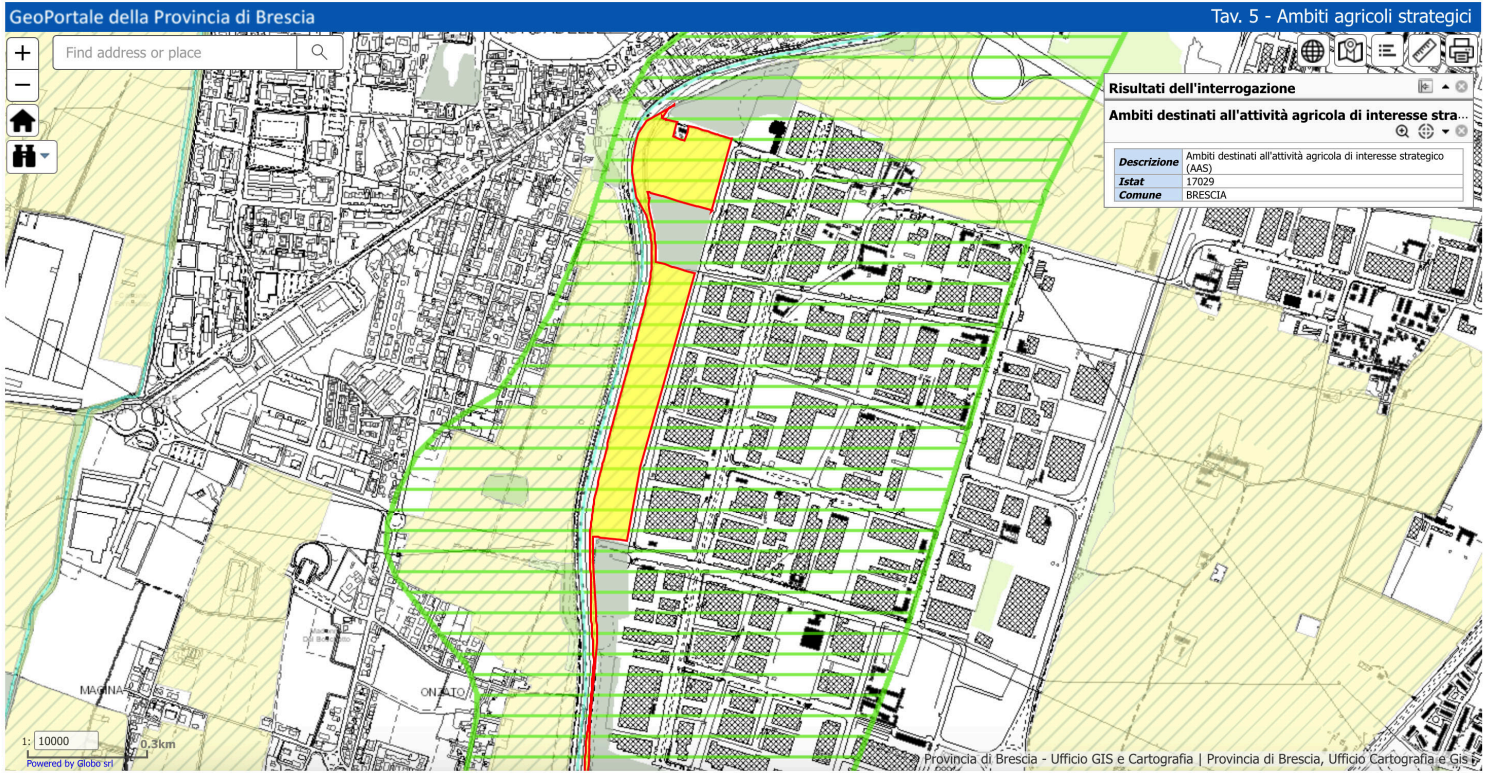 GeoPortale della Provincia di Brescia
Tav. 5 - Ambiti agricoli strategici
+
Find address or place
−
Risultati dell'interrogazione
Ambiti destinati all'attività agricola di interesse stra...
Descrizione Ambiti destinati all'attività agricola di interesse strategico
(AAS)
Istat 17029
Comune BRESCIA
ONZATO
1: 10000
0.3km
Powered by Globo srl
Provincia di Brescia - Ufficio GIS e Cartografia | Provincia di Brescia, Ufficio Cartografia e Gis